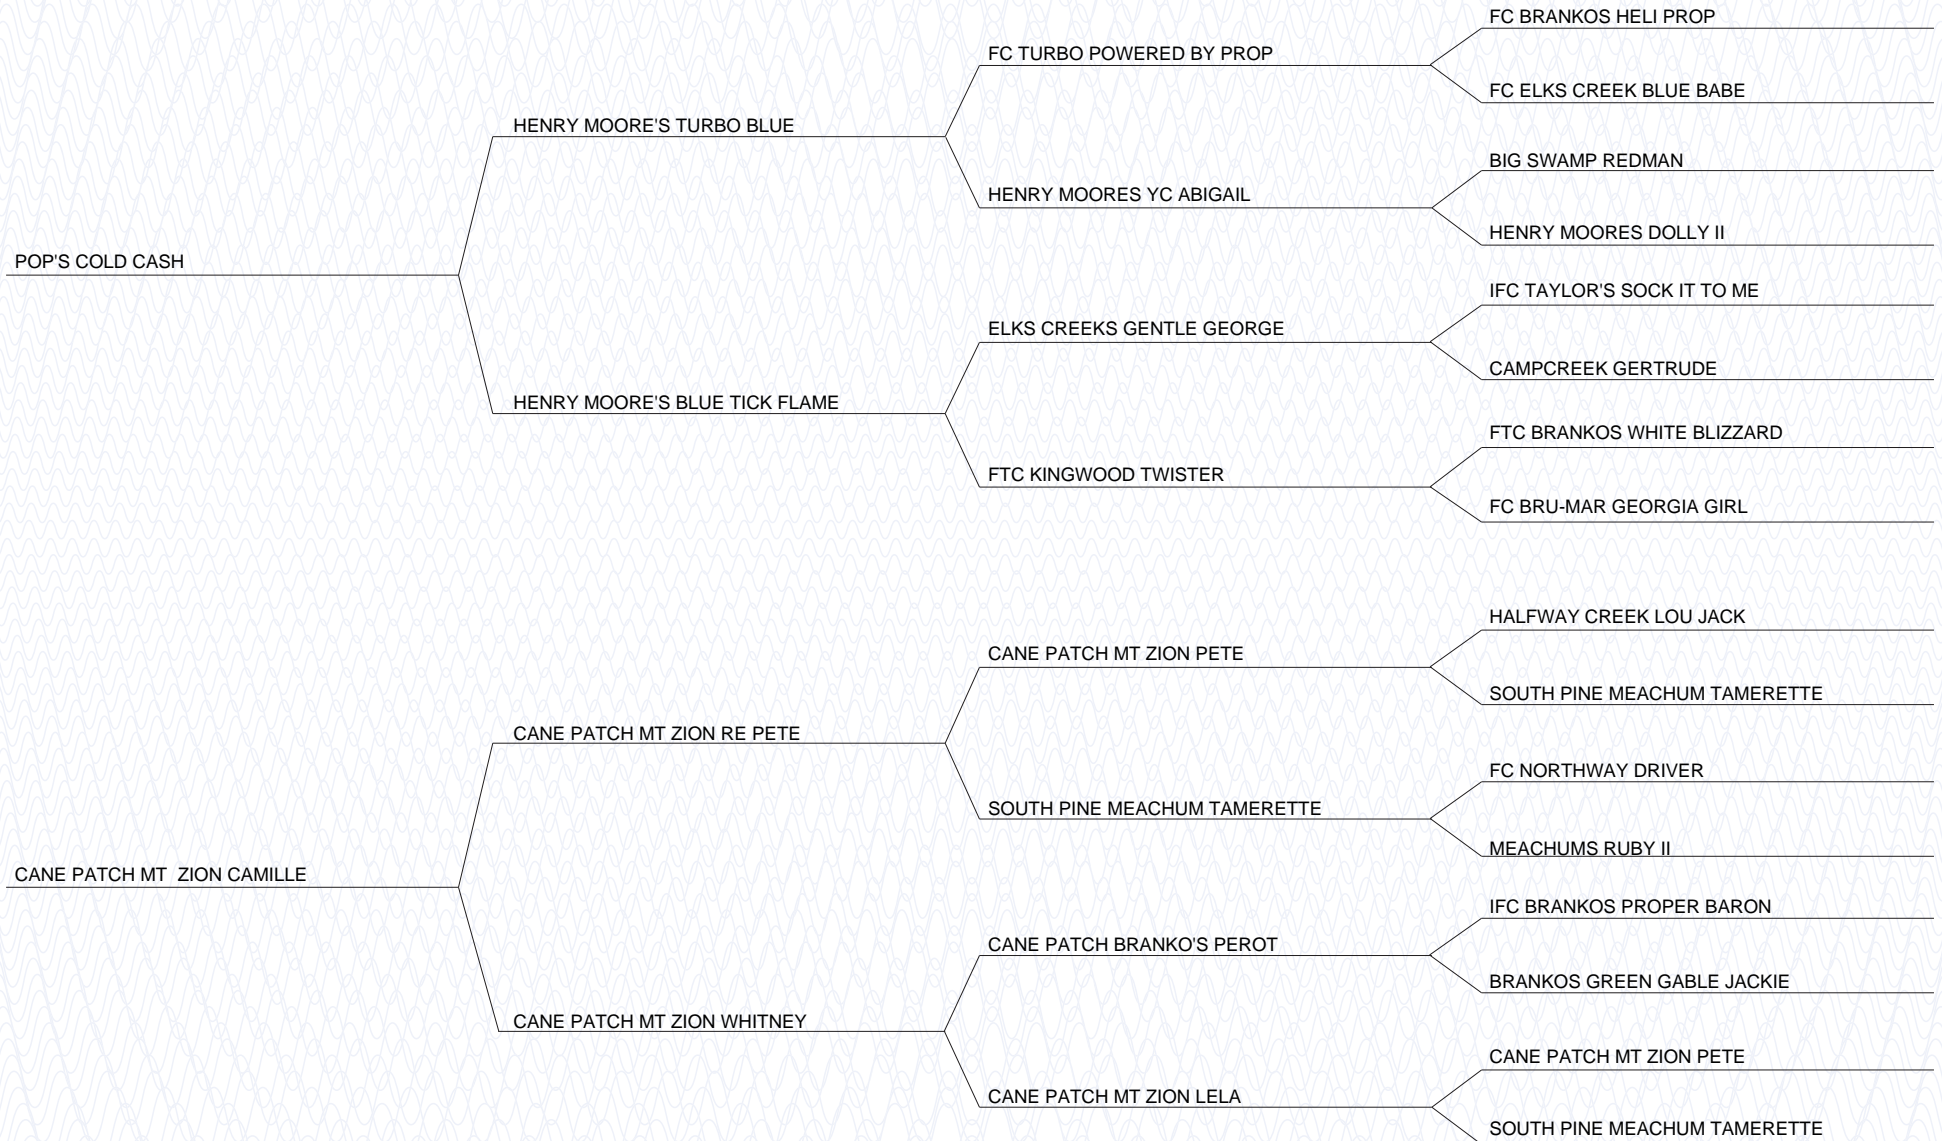 FC BRANKOS HELI PROP
FC TURBO POWERED BY PROP
FC ELKS CREEK BLUE BABE
HENRY MOORE'S TURBO BLUE
BIG SWAMP REDMAN
HENRY MOORES YC ABIGAIL
HENRY MOORES DOLLY II
POP'S COLD CASH
IFC TAYLOR'S SOCK IT TO ME
ELKS CREEKS GENTLE GEORGE
CAMPCREEK GERTRUDE
HENRY MOORE'S BLUE TICK FLAME
FTC BRANKOS WHITE BLIZZARD
FTC KINGWOOD TWISTER
FC BRU-MAR GEORGIA GIRL
HALFWAY CREEK LOU JACK
CANE PATCH MT ZION PETE
SOUTH PINE MEACHUM TAMERETTE
CANE PATCH MT ZION RE PETE
FC NORTHWAY DRIVER
SOUTH PINE MEACHUM TAMERETTE
MEACHUMS RUBY II
CANE PATCH MT  ZION CAMILLE
IFC BRANKOS PROPER BARON
CANE PATCH BRANKO'S PEROT
BRANKOS GREEN GABLE JACKIE
CANE PATCH MT ZION WHITNEY
CANE PATCH MT ZION PETE
CANE PATCH MT ZION LELA
SOUTH PINE MEACHUM TAMERETTE